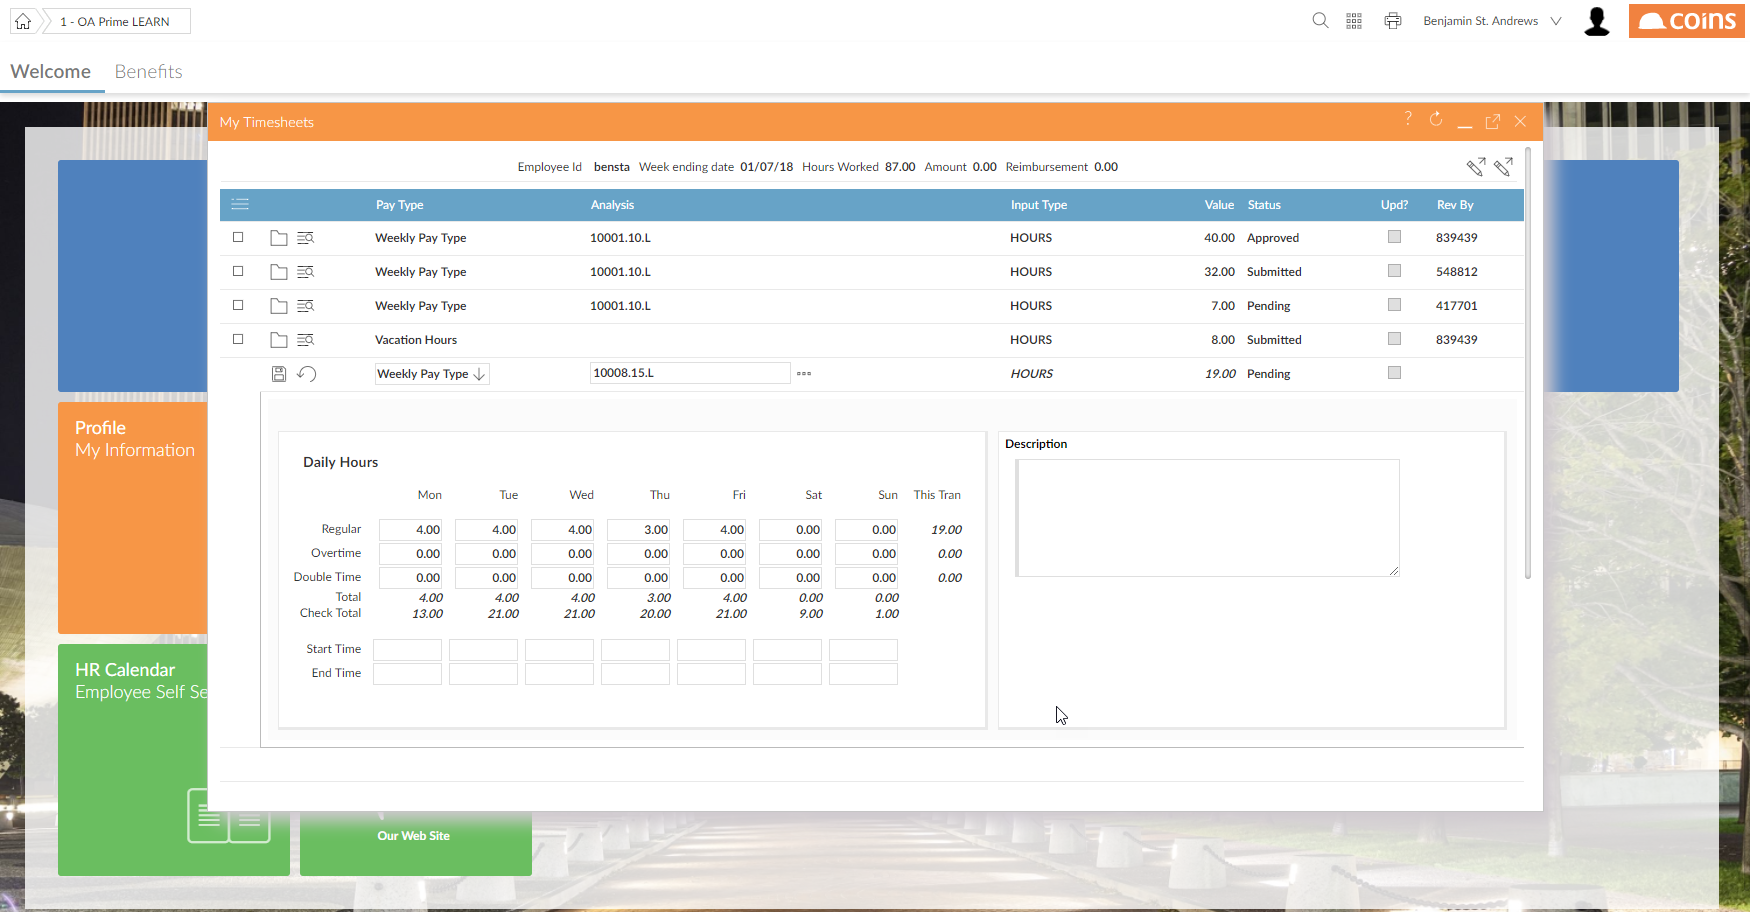 1 - OA Prime LEARN
Benjamin St. Andrews
coins
Welcome Benefits
My Timesheets
?
Employee Id bensta Week ending date 01/07/18 Hours Worked 87.00 Amount 0.00 Reimbursement 0.00
Pay Type Analysis Input Type Value Status Upd? Rev By
Weekly Pay Type 10001.10.L HOURS 40.00 Approved 839439
Weekly Pay Type 10001.10.L HOURS 32.00 Submitted 548812
Weekly Pay Type 10001.10.L HOURS 7.00 Pending 417701
Vacation Hours HOURS 8.00 Submitted 839439
Weekly Pay Type 10008.15.L HOURS 19.00 Pending
Daily Hours
Mon Tue Wed Thu Fri Sat Sun This Tran
Regular 4.00 4.00 4.00 3.00 4.00 0.00 0.00 19.00
Overtime 0.00 0.00 0.00 0.00 0.00 0.00 0.00 0.00
Double Time 0.00 0.00 0.00 0.00 0.00 0.00 0.00 0.00
Total 4.00 4.00 4.00 3.00 4.00 0.00 0.00
Check Total 13.00 21.00 21.00 20.00 21.00 9.00 1.00
Start Time
End Time
Description
Profile
My Information
HR Calendar
Employee Self Se
Our Web Site